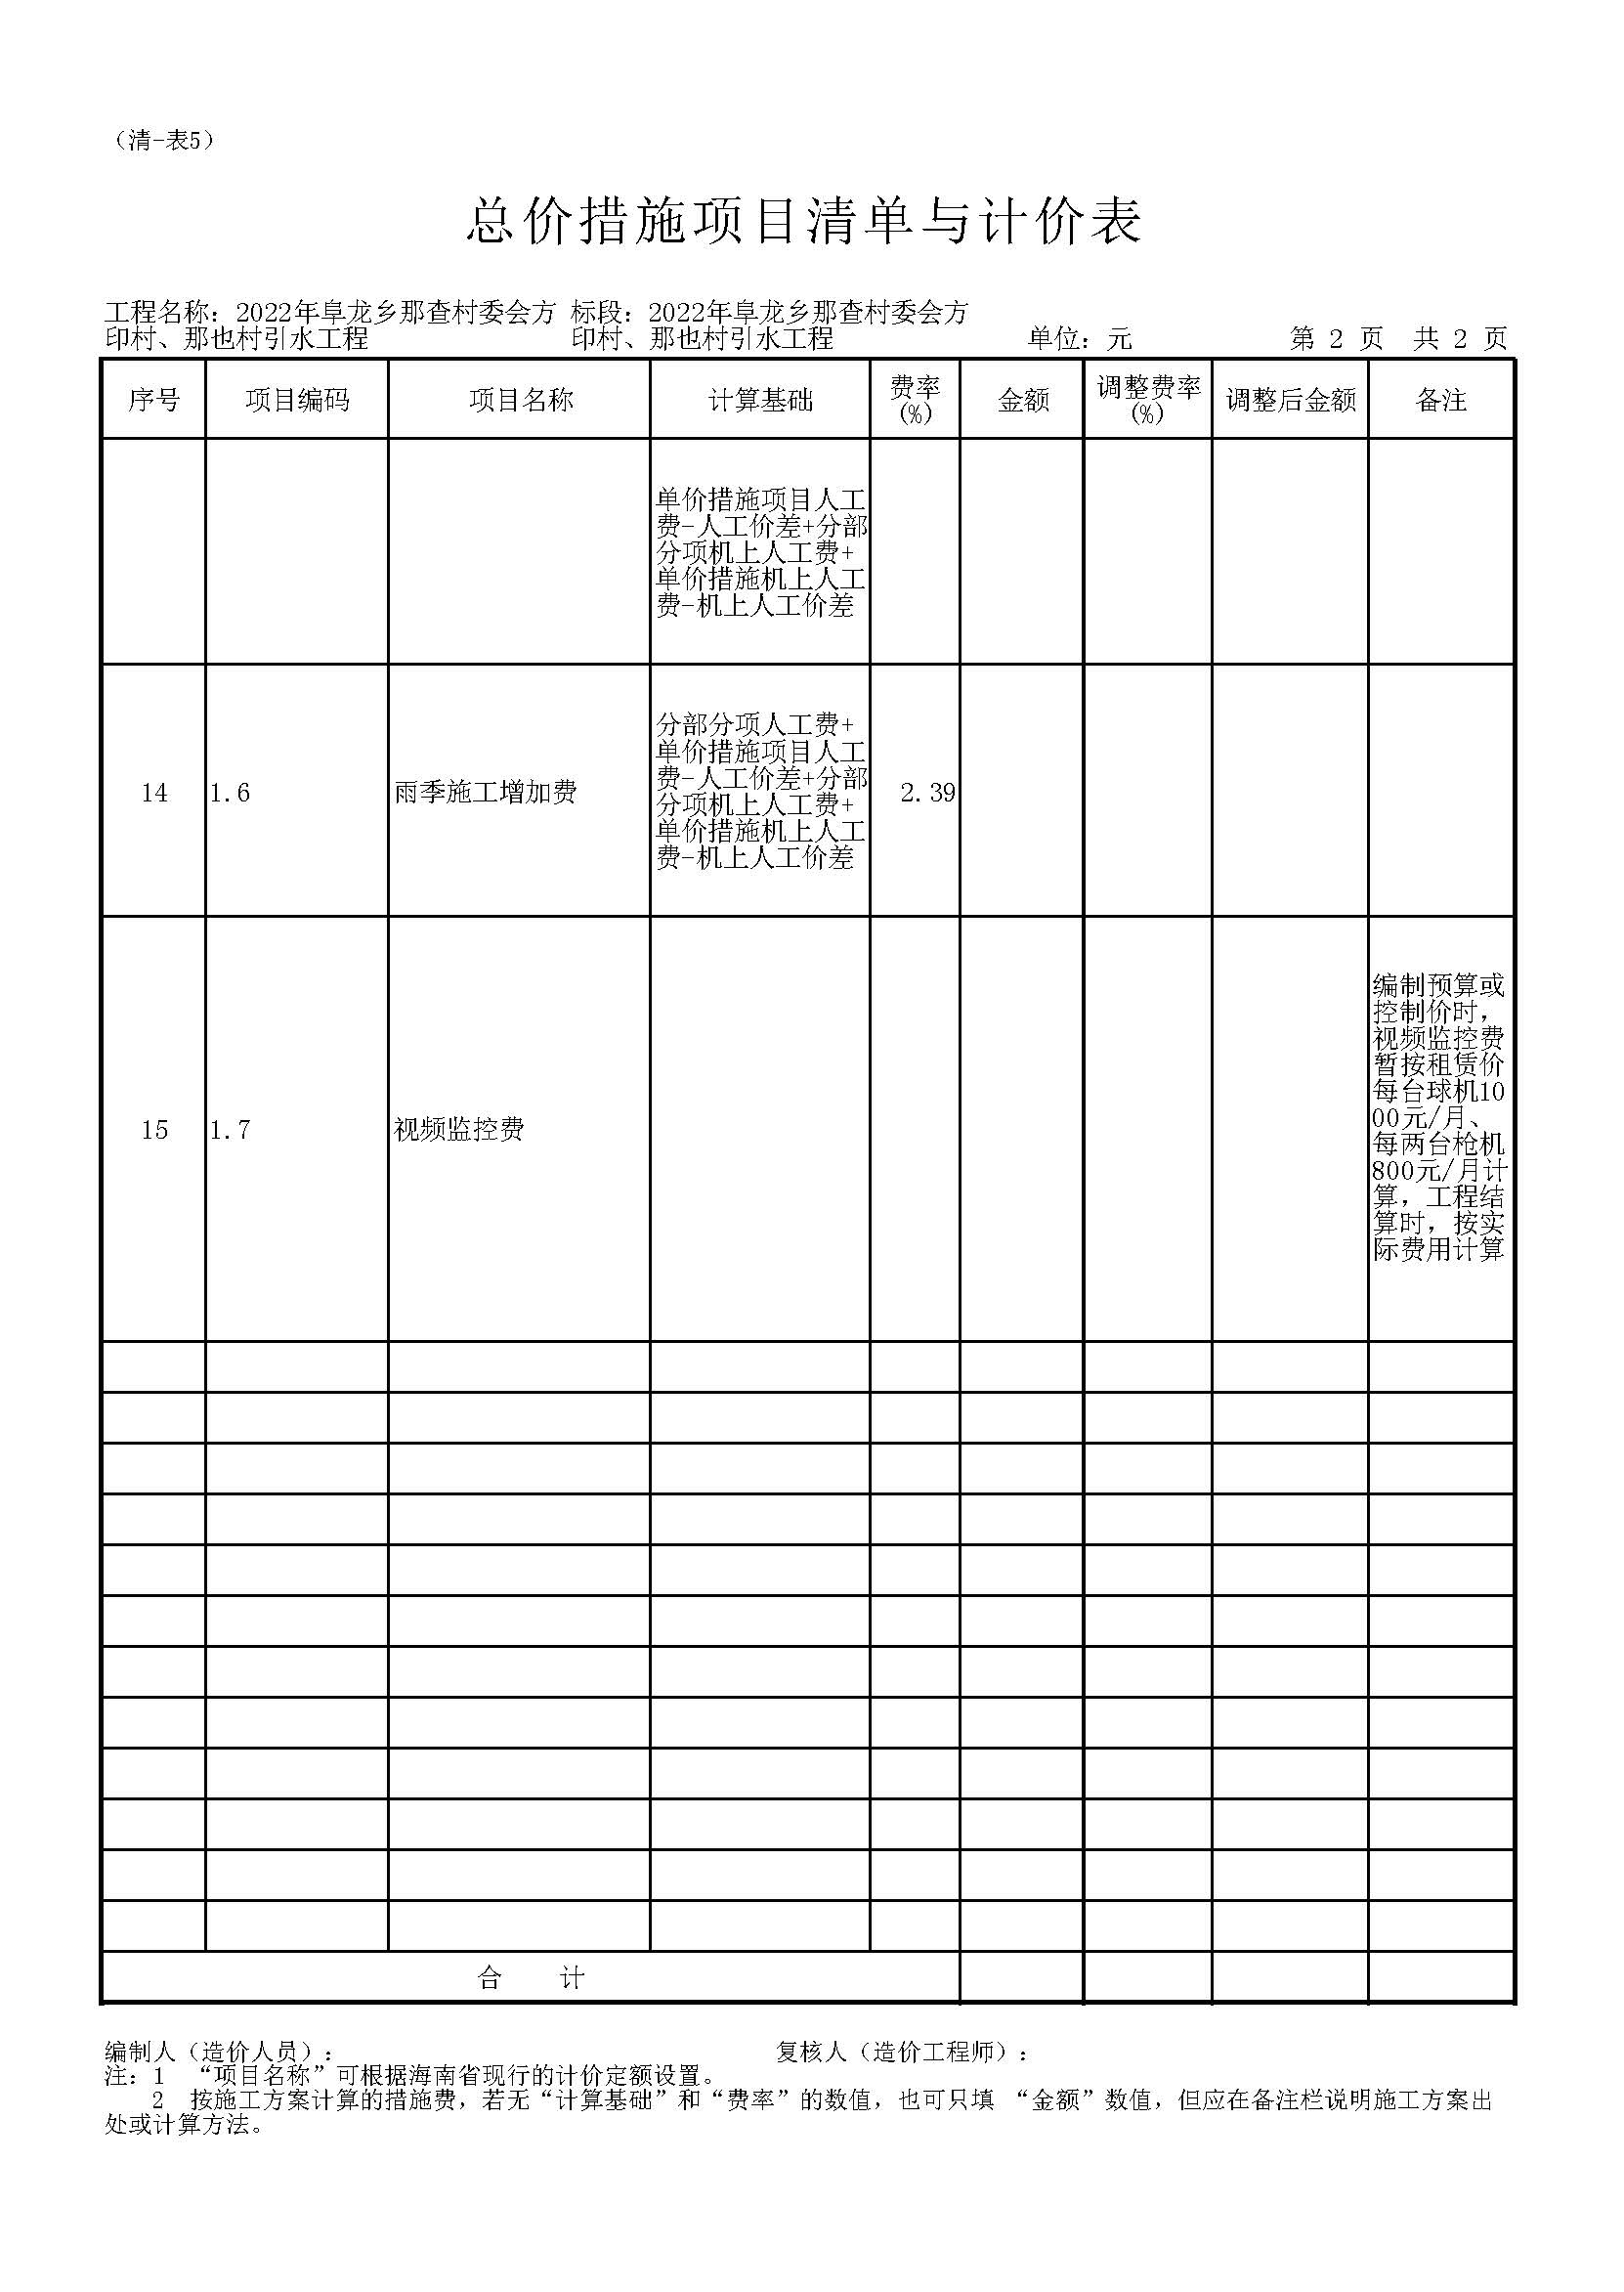 （清-表5）
总价措施项目清单与计价表
工程名称：2022年阜龙乡那查村委会方 标段：2022年阜龙乡那查村委会方
印村、那也村引水工程 印村、那也村引水工程 单位：元 第 2 页 共 2 页
序号 项目编码 项目名称 计算基础 费率(%) 金额 调整费率(%) 调整后金额 备注
单价措施项目人工
费-人工价差+分部
分项机上人工费+
单价措施机上人工
费-机上人工价差
14 1.6 雨季施工增加费
分部分项人工费+
单价措施项目人工
费-人工价差+分部
分项机上人工费+
单价措施机上人工
费-机上人工价差
2.39
15 1.7 视频监控费
编制预算或
控制价时，
视频监控费
暂按租赁价
每台球机10
00元/月、
每两台枪机
800元/月计
算，工程结
算时，按实
际费用计算
合 计
编制人（造价人员）： 复核人（造价工程师）：
注：1 “项目名称”可根据海南省现行的计价定额设置。
2 按施工方案计算的措施费，若无“计算基础”和“费率”的数值，也可只填 “金额”数值，但应在备注栏说明施工方案出
处或计算方法。